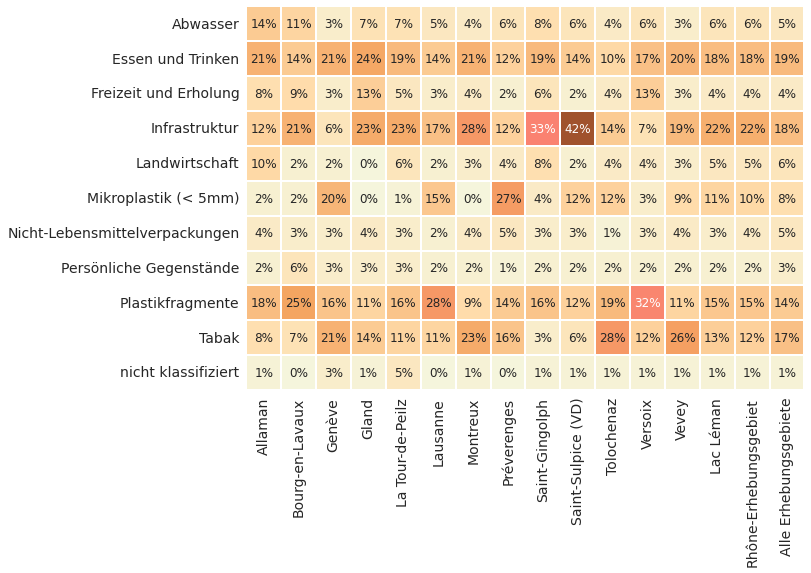 Abwasser 14% 11% 3% 7% 7% 5% 4% 6% 8% 6% 4% 6% 3% 6% 6% 5%
Essen und Trinken 21% 14% 21% 24% 19% 14% 21% 12% 19% 14% 10% 17% 20% 18% 18% 19%
Freizeit und Erholung 8% 9% 3% 13% 5% 3% 4% 2% 6% 2% 4% 13% 3% 4% 4% 4%
Infrastruktur 12% 21% 6% 23% 23% 17% 28% 12% 33% 42% 14% 7% 19% 22% 22% 18%
Landwirtschaft 10% 2% 2% 0% 6% 2% 3% 4% 8% 2% 4% 4% 3% 5% 5% 6%
Mikroplastik (< 5mm) 2% 2% 20% 0% 1% 15% 0% 27% 4% 12% 12% 3% 9% 11% 10% 8%
Nicht-Lebensmittelverpackungen 4% 3% 3% 4% 3% 2% 4% 5% 3% 3% 1% 3% 4% 3% 4% 5%
Persönliche Gegenstände 2% 6% 3% 3% 3% 2% 2% 1% 2% 2% 2% 2% 2% 2% 2% 3%
Plastikfragmente 18% 25% 16% 11% 16% 28% 9% 14% 16% 12% 19% 32% 11% 15% 15% 14%
Tabak 8% 7% 21% 14% 11% 11% 23% 16% 3% 6% 28% 12% 26% 13% 12% 17%
nicht klassifiziert 1% 0% 3% 1% 5% 0% 1% 0% 1% 1% 1% 1% 1% 1% 1% 1%
Allaman
Bourg-en-Lavaux
Genève
Gland
La Tour-de-Peilz
Lausanne
Montreux
Préverenges
Saint-Gingolph
Saint-Sulpice (VD)
Tolochenaz
Versoix
Vevey
Lac Léman
Rhône-Erhebungsgebiet
Alle Erhebungsgebiete